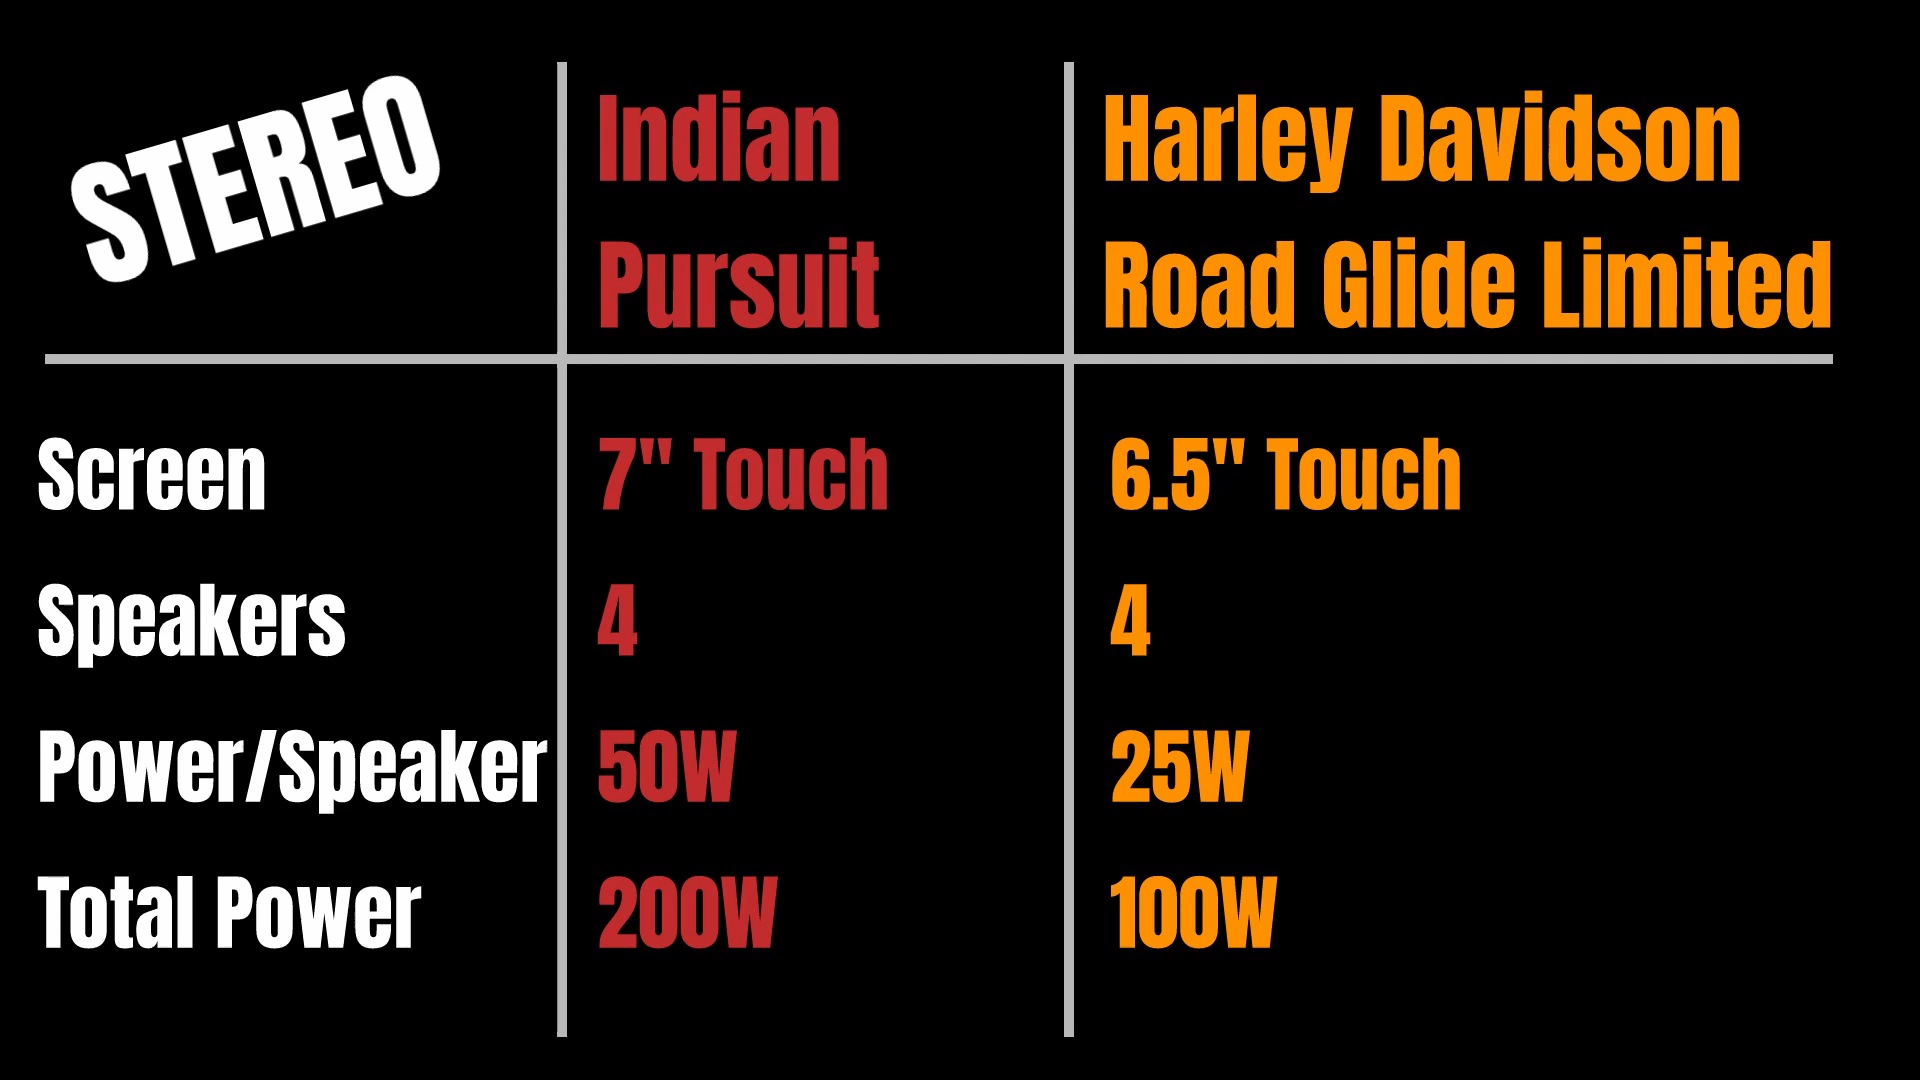 STEREO
Indian
Pursuit
Harley Davidson
Road Glide Limited
Screen
7" Touch
6.5" Touch
Speakers
4
4
Power/Speaker
50W
25W
Total Power
200W
100W